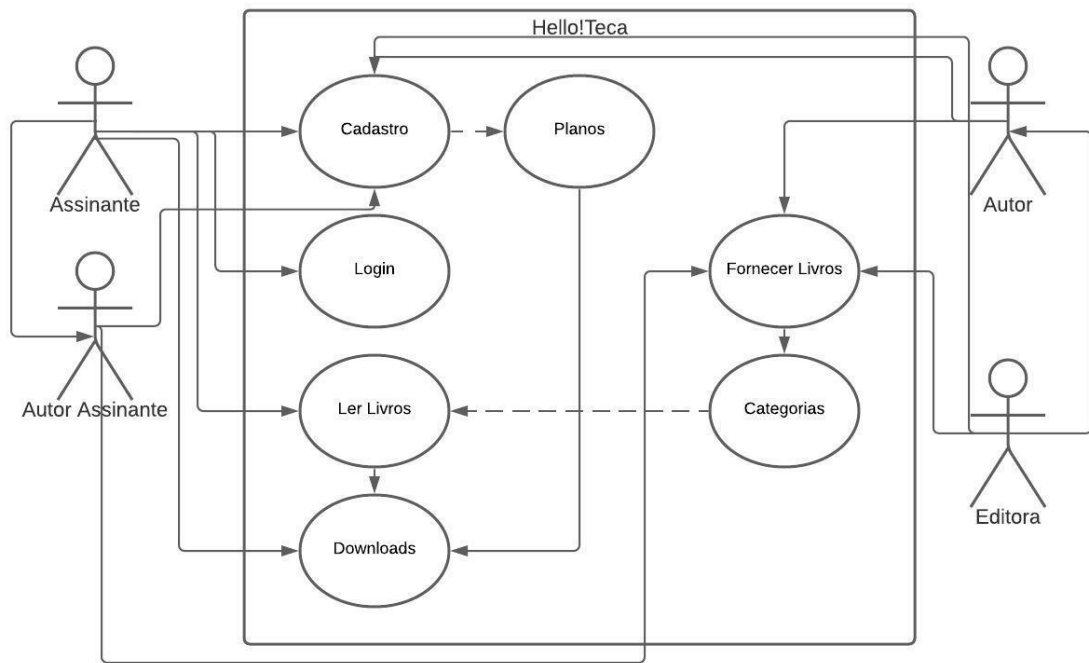 Hello!Teca
Cadastro
Planos
Assinante
Autor
Login
Fornecer Livros
Autor Assinante
Ler Livros
Categorias
Editora
Downloads